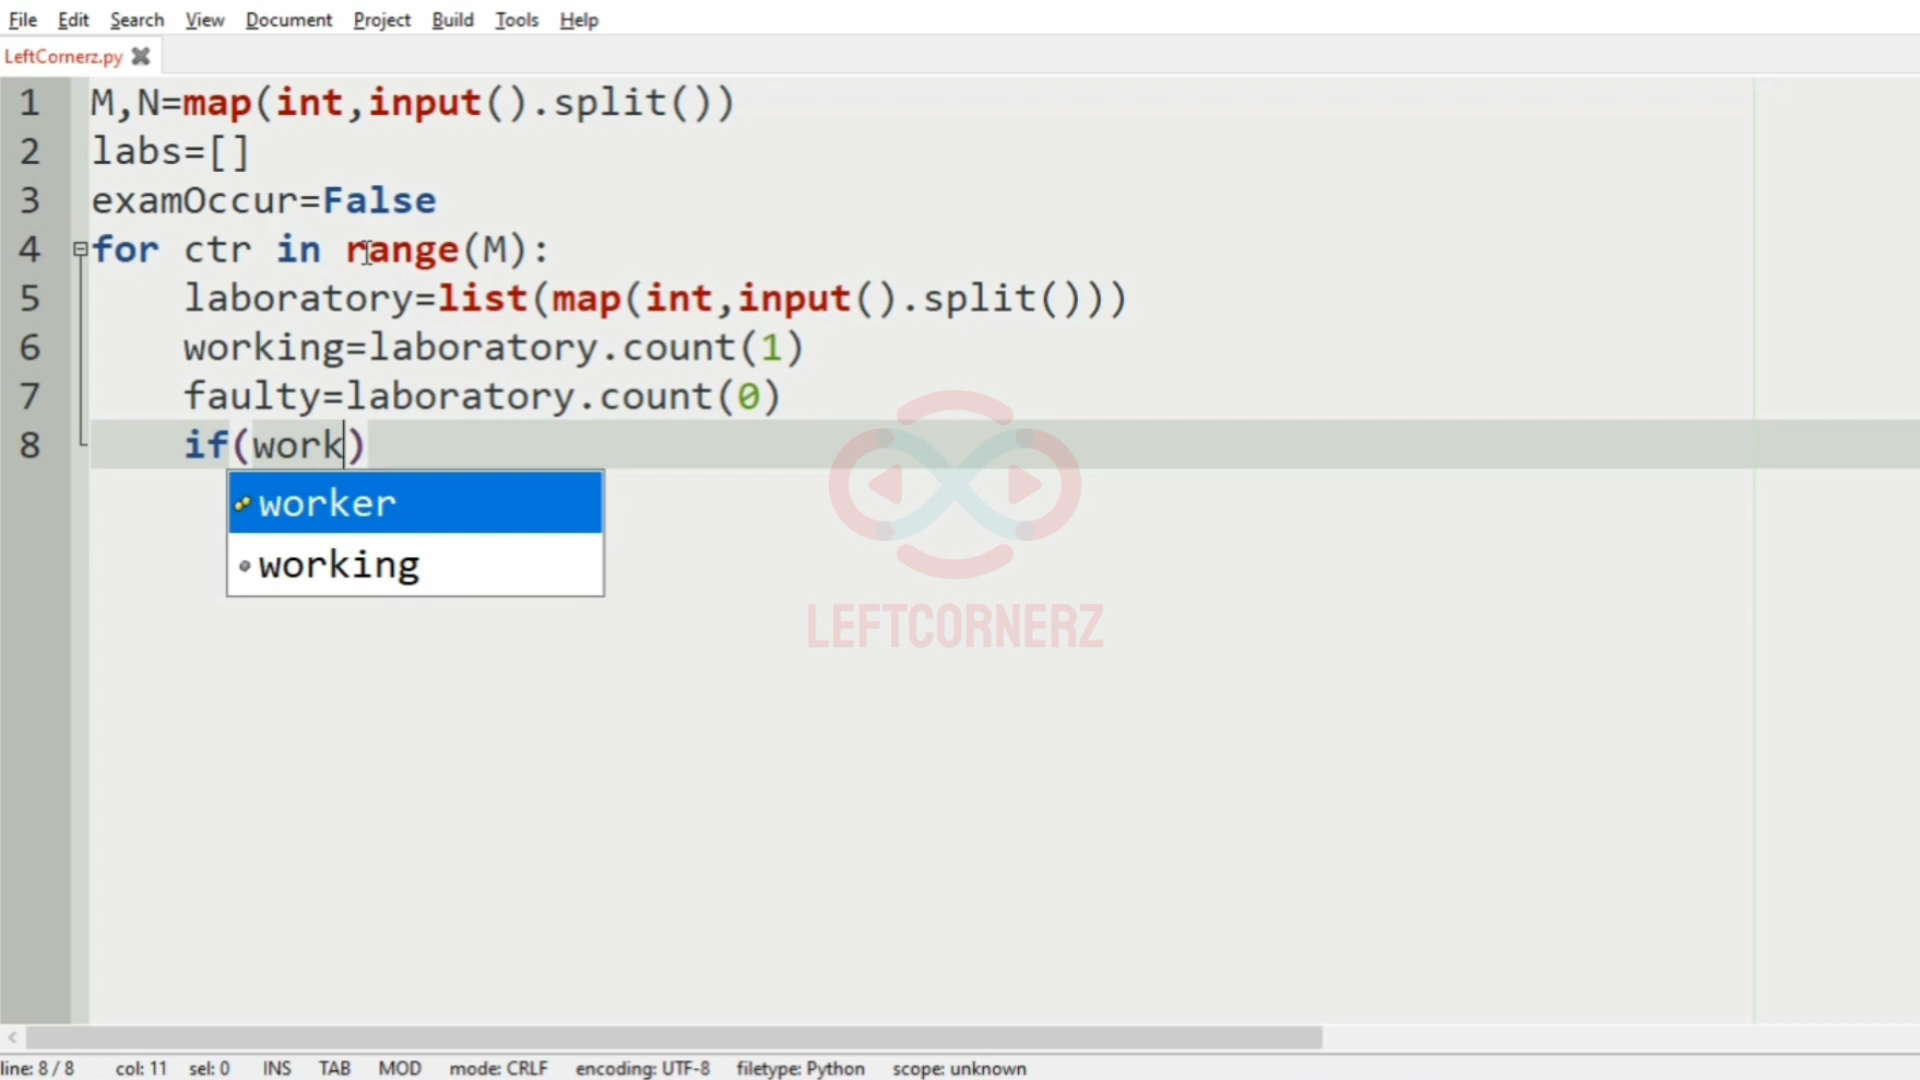 File Edit Search View Document Project Build Tools Help
LeftCornerz.py
1 M,N=map(int,input().split())
2 labs=[]
3 examOccur=False
4 for ctr in range(M):
5 laboratory=list(map(int,input().split()))
6 working=laboratory.count(1)
7 faulty=laboratory.count(0)
8 if(work)
worker
working
LEFTCORNERZ
line: 8 / 8 col: 11 sel: 0 INS TAB MOD mode: CRLF encoding: UTF-8 filetype: Python scope: unknown